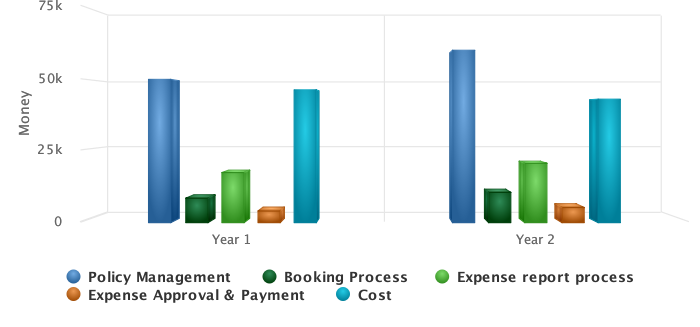 75k
50k
25k
0
Money
Year 1
Year 2
Policy Management
Booking Process
Expense report process
Expense Approval & Payment
Cost